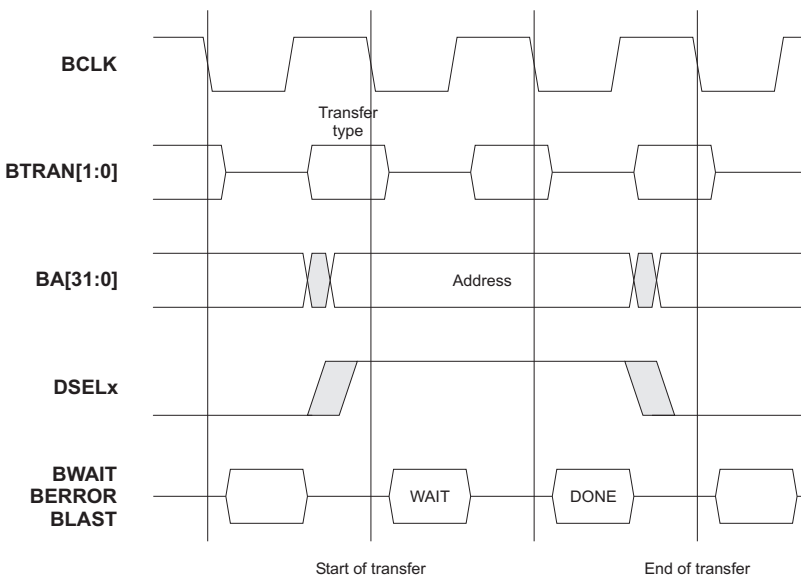 BCLK
Transfer
type
BTRAN[1:0]
BA[31:0]
Address
DSELx
BWAIT
BERROR
BLAST
WAIT
DONE
Start of transfer
End of transfer